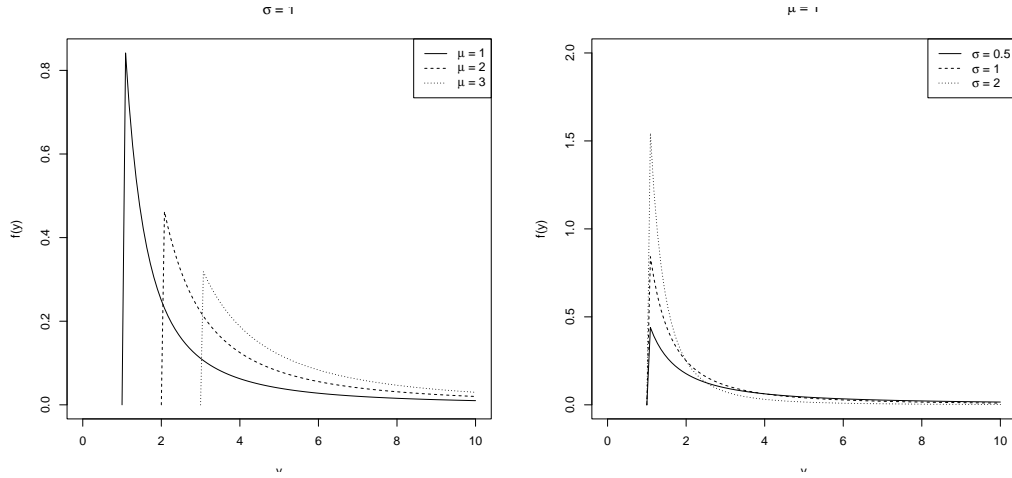 σ = 1
μ = 1
μ = 2
μ = 3
f(y)
0.0
0.2
0.4
0.6
0.8
0 2 4 6 8 10
μ = 1
σ = 0.5
σ = 1
σ = 2
f(y)
0.0
0.5
1.0
1.5
2.0
0 2 4 6 8 10